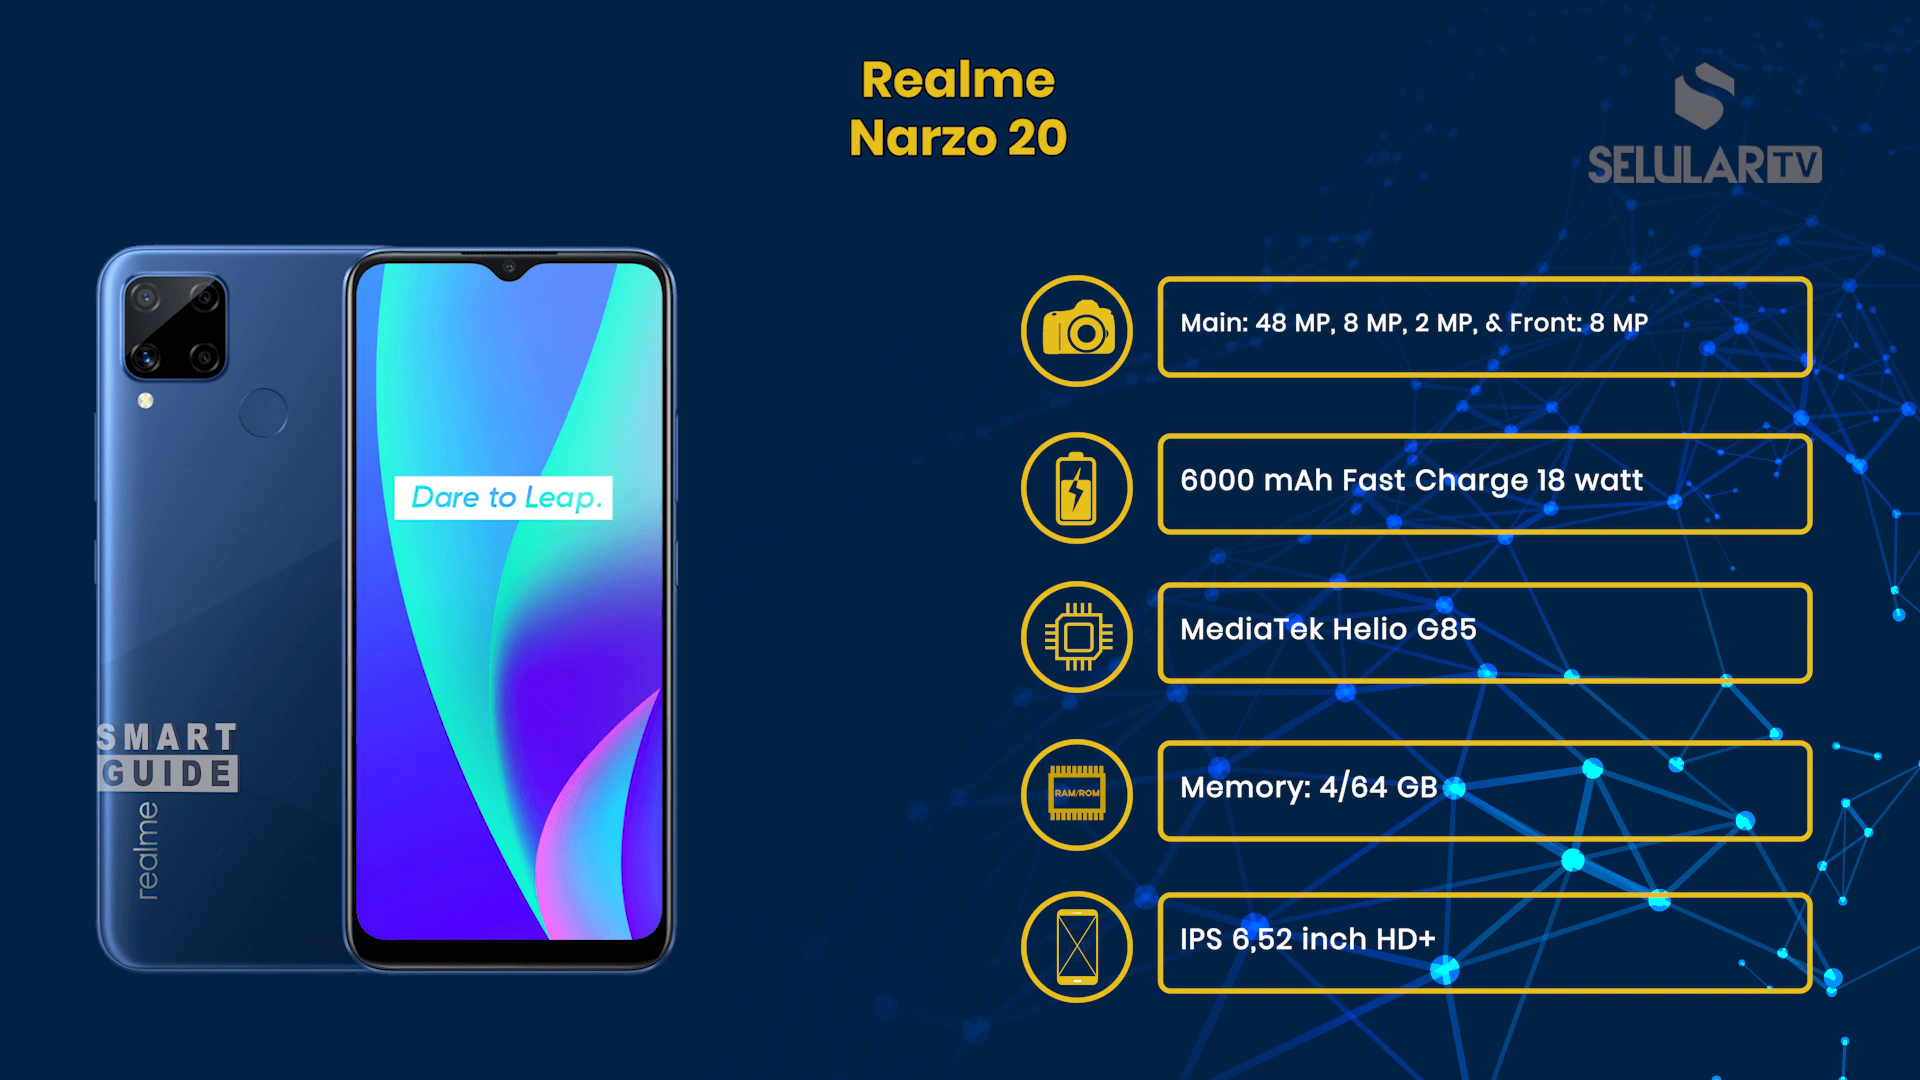 Realme
Narzo 20
SELULAR TV
Main: 48 MP, 8 MP, 2 MP, & Front: 8 MP
6000 mAh Fast Charge 18 watt
Dare to Leap.
MediaTek Helio G85
SMART
GUIDE
realme
RAM/ROM
Memory: 4/64 GB
IPS 6,52 inch HD+